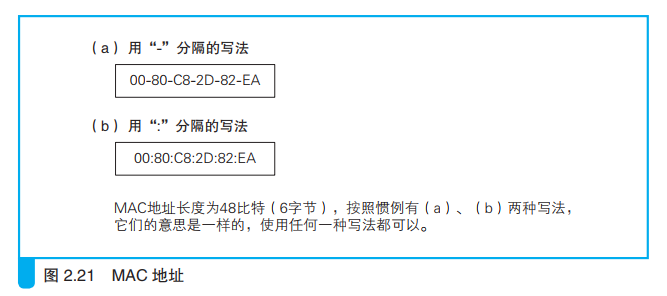 （a）用“-”分隔的写法
00-80-C8-2D-82-EA
（b）用“:”分隔的写法
00:80:C8:2D:82:EA
MAC地址长度为48比特（6字节），按照惯例有（a）、（b）两种写法，
它们的意思是一样的，使用任何一种写法都可以。
图 2.21 MAC 地址